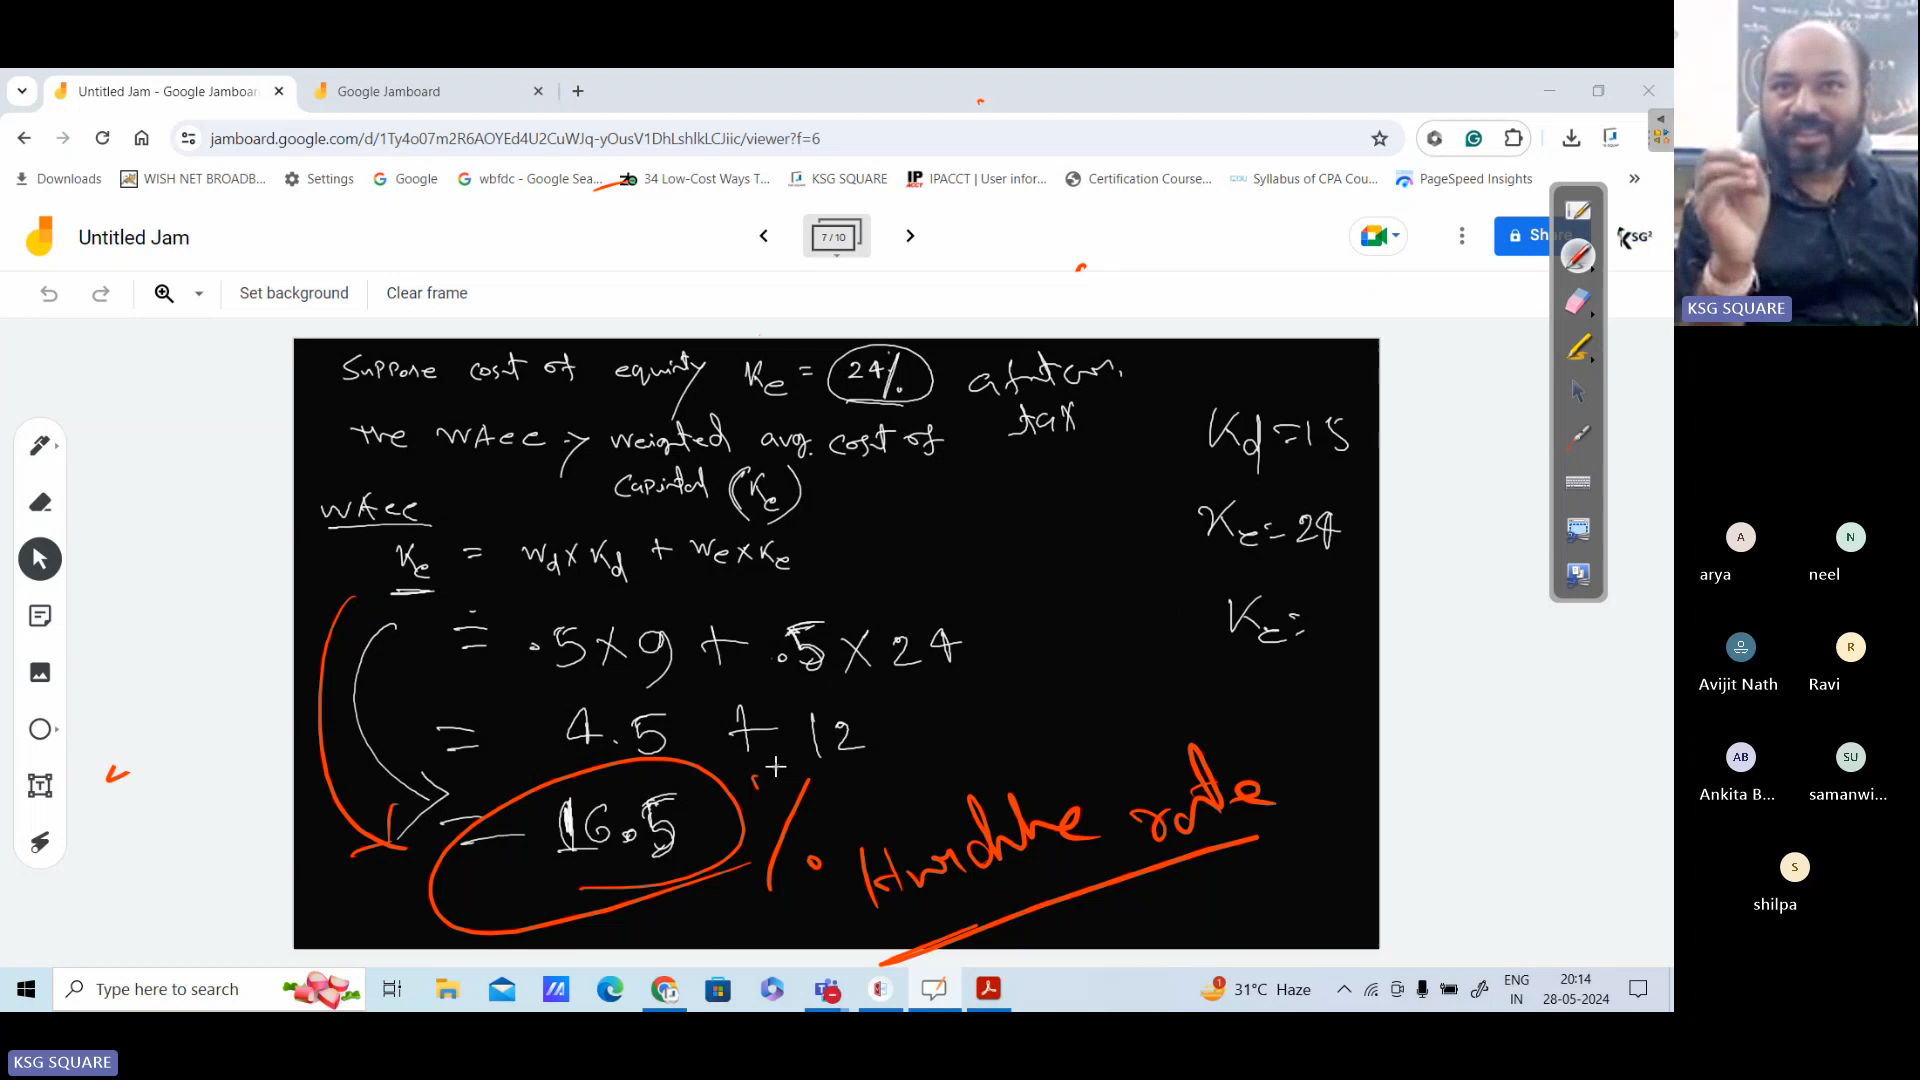 Untitled Jam - Google Jamboar
Google Jamboard
jamboard.google.com/d/1Ty4o07m2R6AOYEd4U2CuWJq-yOusV1DhLshlkLCJiic/viewer?f=6
Downloads WISH NET BROADB... Settings Google wbfdc - Google Sea... 34 Low-Cost Ways T... KSG SQUARE IPACCT | User infor... Certification Course... Syllabus of CPA Cou... PageSpeed Insights
Untitled Jam
7 / 10
Share
KSG²
Set background Clear frame
Suppose cost of equity Ke = 24%
tax
the WAcc → weighted avg. cost of
capital (Kc)
Kd = 15
Ke = 24
Kc =
WAcc
Kc = Wd x Kd + We x Ke
= .5 x 9 + .5 x 24
= 4.5 + 12
= 16.5 %. Hurdle rate
Type here to search
31°C Haze
ENG
IN
20:14
28-05-2024
KSG SQUARE
A
arya
N
neel
Avijit Nath
R
Ravi
AB
Ankita B...
SU
samanwi...
S
shilpa
KSG SQUARE